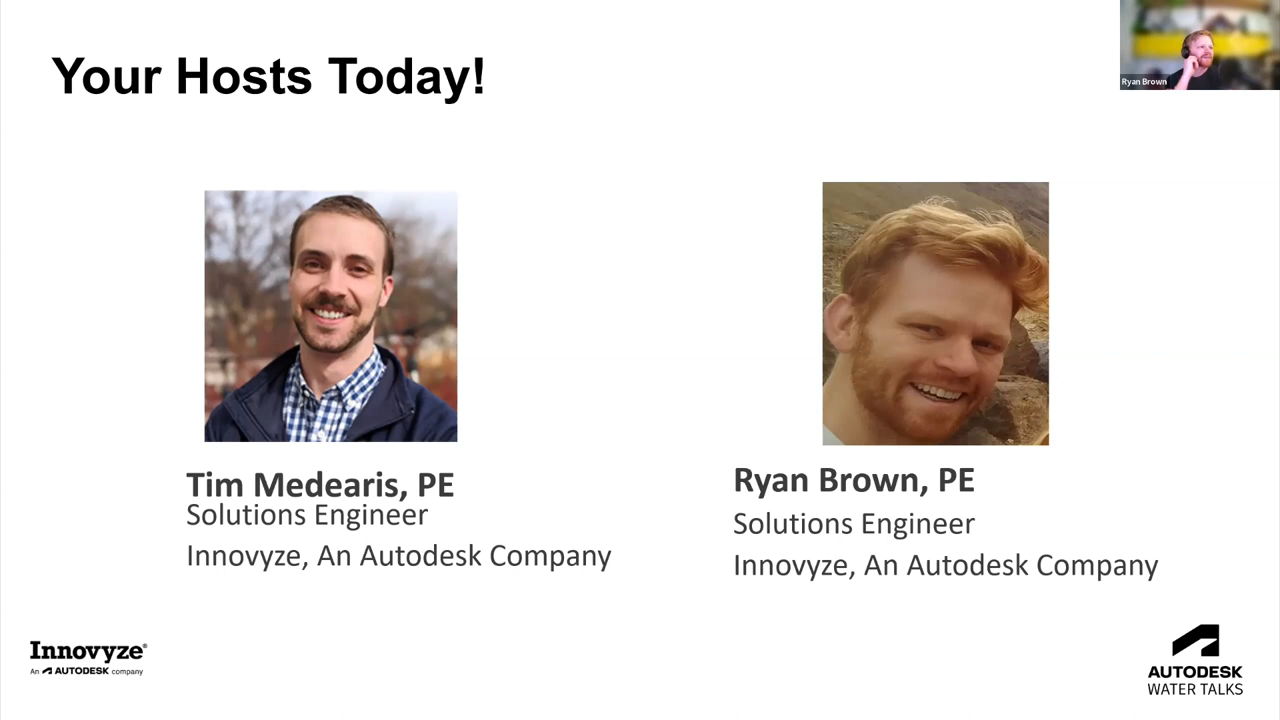 Your Hosts Today!
Ryan Brown
Tim Medearis, PE
Solutions Engineer
Innovyze, An Autodesk Company
Ryan Brown, PE
Solutions Engineer
Innovyze, An Autodesk Company
Innovyze®
An AUTODESK company
AUTODESK
WATER TALKS